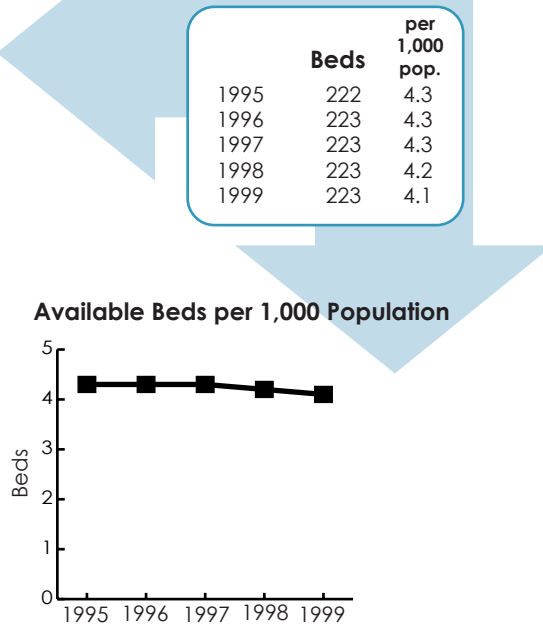 per
1,000
Beds pop.
1995 222 4.3
1996 223 4.3
1997 223 4.3
1998 223 4.2
1999 223 4.1
Available Beds per 1,000 Population
5
4
3
2
1
0
Beds
1995 1996 1997 1998 1999